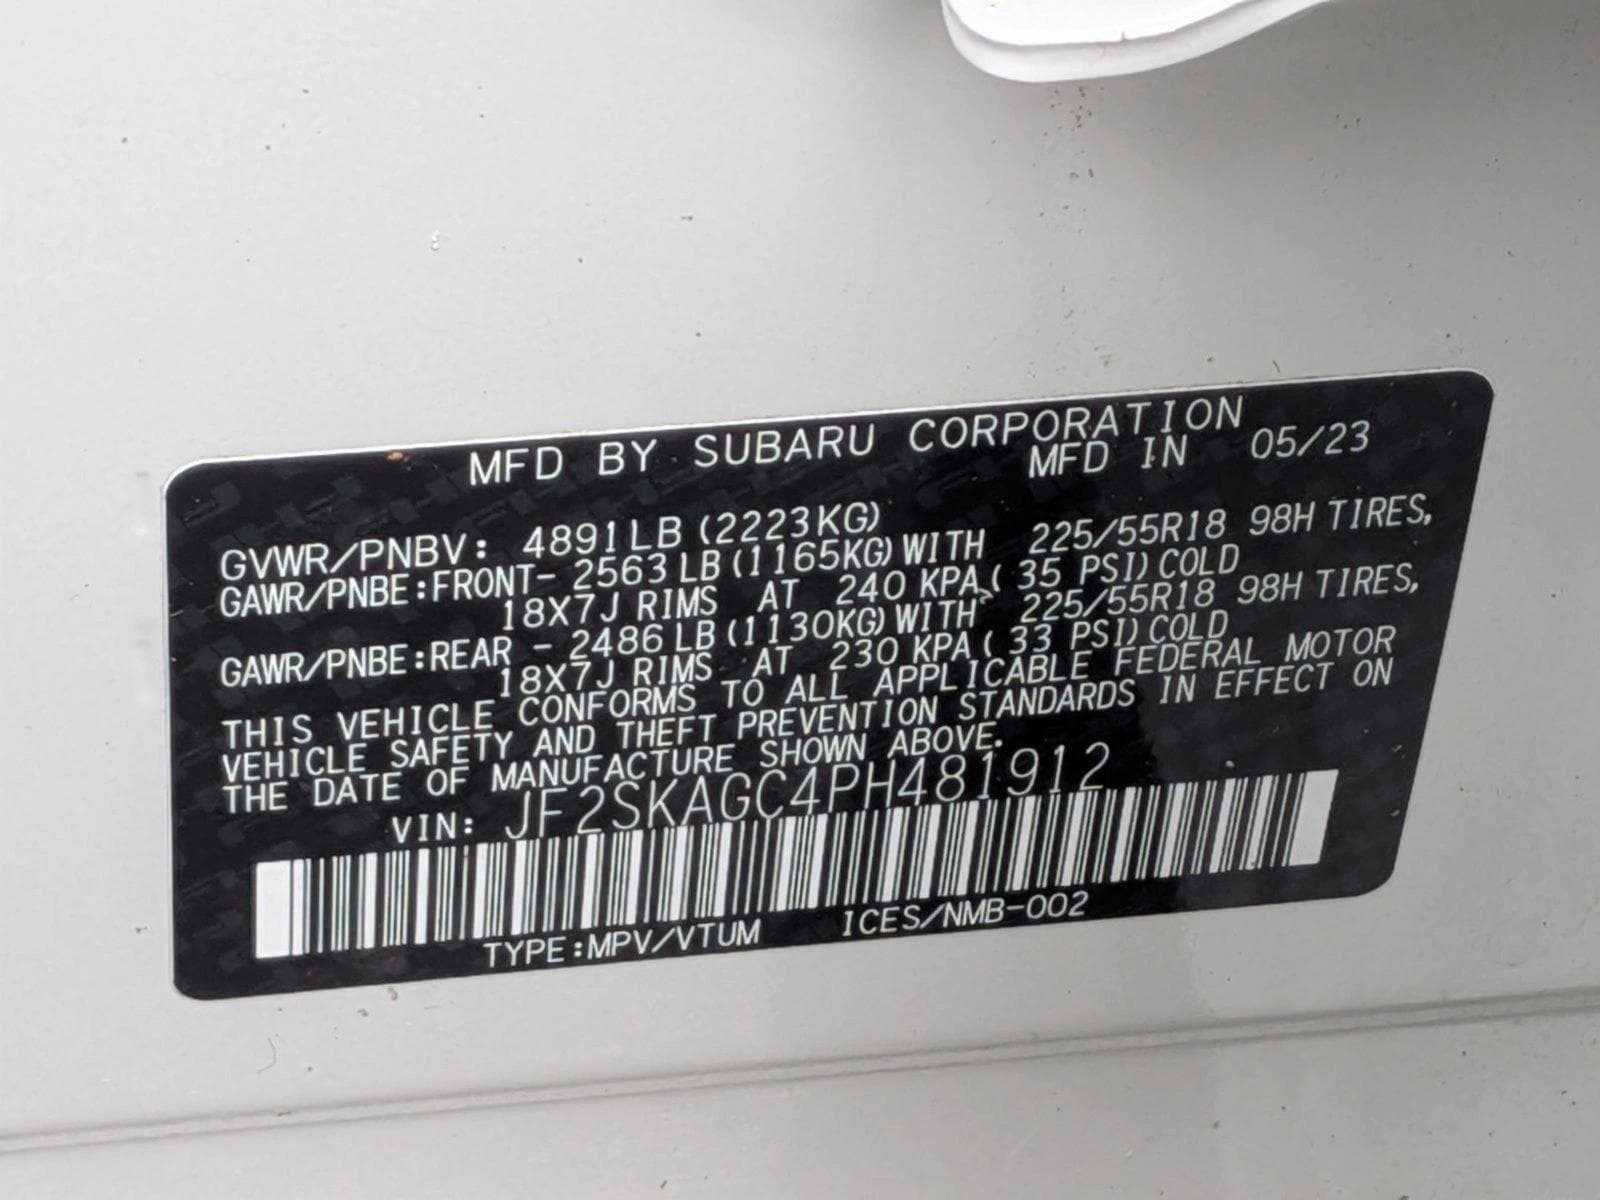 MFD BY SUBARU CORPORATION
MFD IN 05/23
GVWR/PNBV: 4891LB (2223KG)
GAWR/PNBE:FRONT- 2563LB (1165KG) WITH 225/55R18 98H TIRES,
18X7J RIMS AT 240 KPA( 35 PSI) COLD
GAWR/PNBE:REAR - 2486LB (1130KG) WITH 225/55R18 98H TIRES,
18X7J RIMS AT 230 KPA( 33 PSI) COLD
THIS VEHICLE CONFORMS TO ALL APPLICABLE FEDERAL MOTOR
VEHICLE SAFETY AND THEFT PREVENTION STANDARDS IN EFFECT ON
THE DATE OF MANUFACTURE SHOWN ABOVE.
VIN: JF2SKAGC4PH481912
TYPE:MPV/VTUM ICES/NMB-002